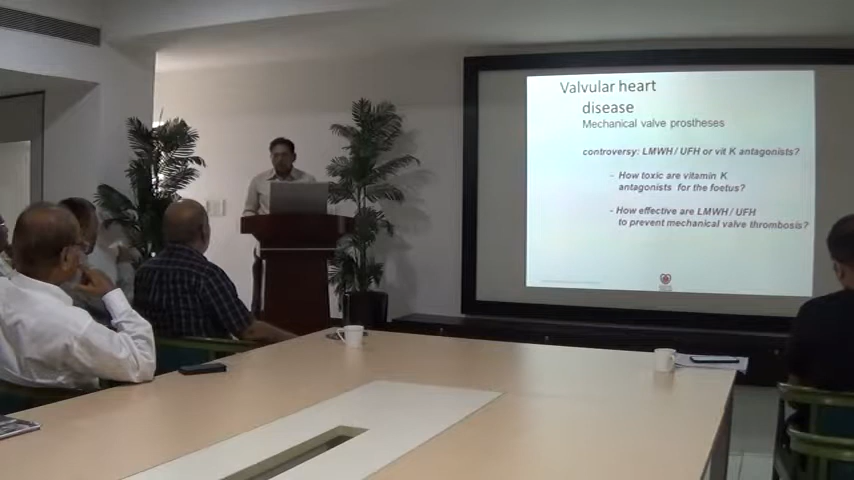 Valvular heart
disease
Mechanical valve prostheses
controversy: LMWH / UFH or vit K antagonists?
- How toxic are vitamin K
antagonists for the foetus?
- How effective are LMWH / UFH
to prevent mechanical valve thrombosis?